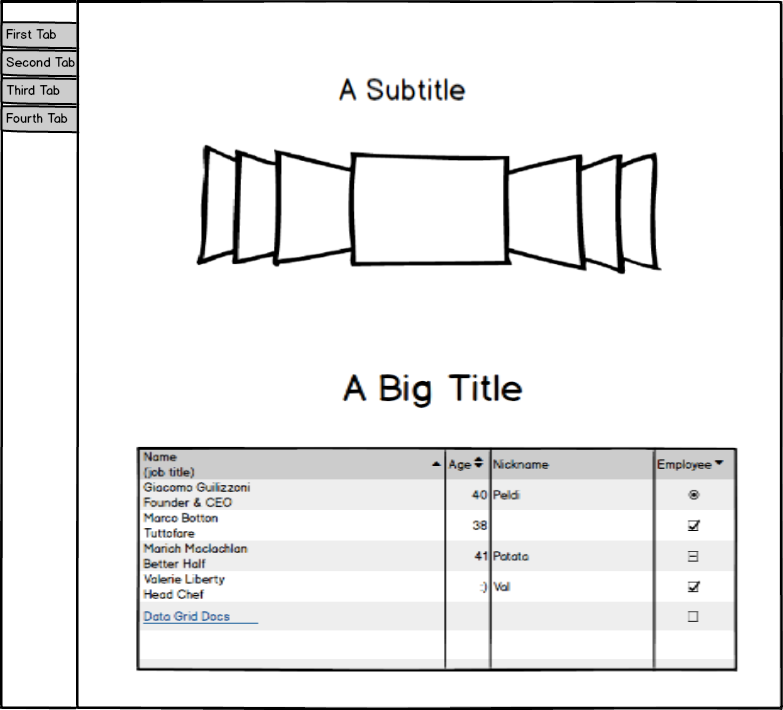 First Tab
Second Tab
Third Tab
Fourth Tab
A Subtitle
A Big Title
Name
(job title)
Age
Nickname
Employee
Giacomo Guilizzoni
Founder & CEO
40
Peldi
Marco Botton
Tuttofare
38
Mariah Maclachlan
Better Half
41
Patata
Valerie Liberty
Head Chef
:)
Val
Data Grid Docs